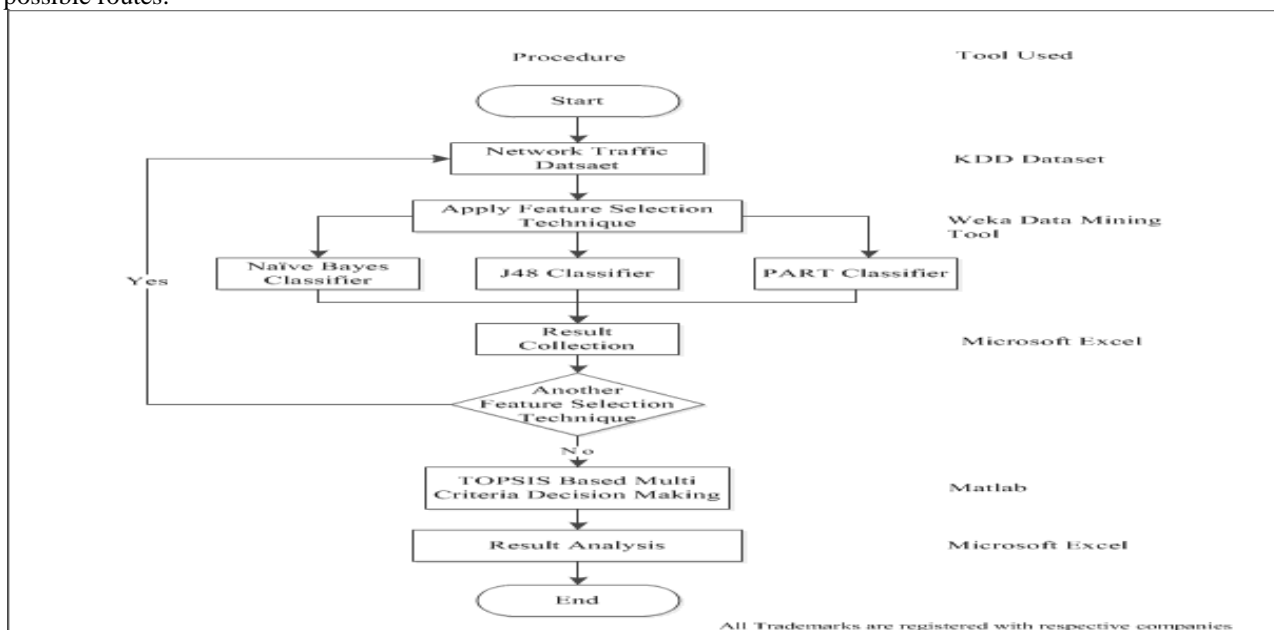 possible routes.
Procedure
Tool Used
Start
Network Traffic
Datsaet
KDD Dataset
Apply Feature Selection
Technique
Weka Data Mining
Tool
Naïve Bayes
Classifier
J48 Classifier
PART Classifier
Yes
Result
Collection
Microsoft Excel
Another
Feature Selection
Technique
No
TOPSIS Based Multi
Criteria Decision Making
Matlab
Result Analysis
Microsoft Excel
End
All Trademarks are registered with respective companies